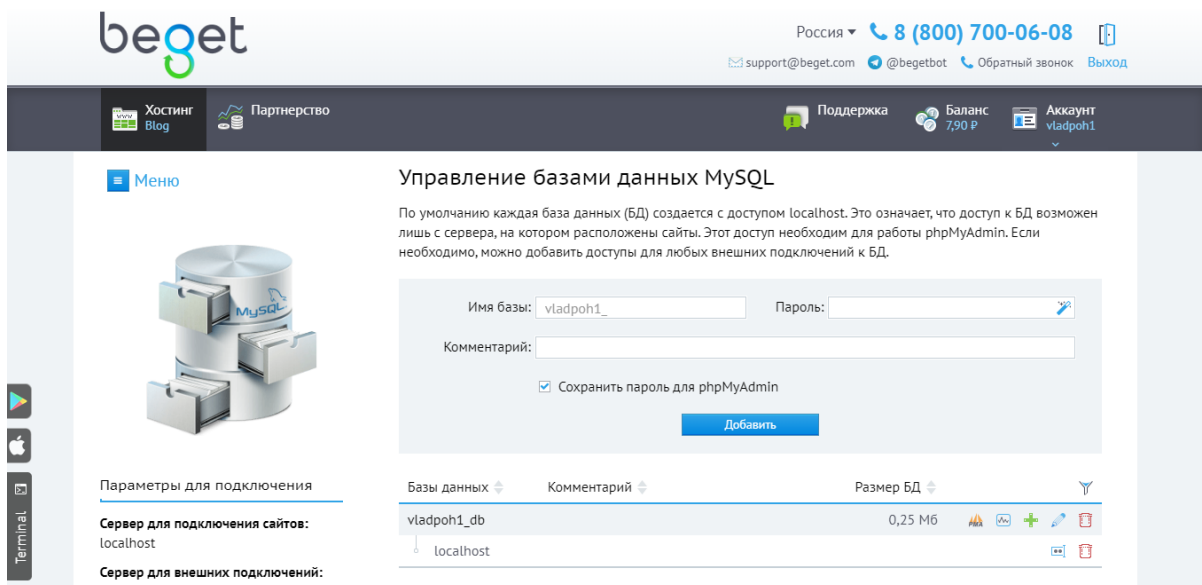 beget
Россия
8 (800) 700-06-08
support@beget.com @begetbot Обратный звонок Выход
Хостинг
Blog
Партнерство
Поддержка
Баланс
7,90 ₽
Аккаунт
vladpoh1
Меню
MySQL
Параметры для подключения
Сервер для подключения сайтов:
localhost
Сервер для внешних подключений:
Terminal
Управление базами данных MySQL
По умолчанию каждая база данных (БД) создается с доступом localhost. Это означает, что доступ к БД возможен
лишь с сервера, на котором расположены сайты. Этот доступ необходим для работы phpMyAdmin. Если
необходимо, можно добавить доступы для любых внешних подключений к БД.
Имя базы: vladpoh1_ Пароль:
Комментарий:
Сохранить пароль для phpMyAdmin
Добавить
Базы данных Комментарий Размер БД
vladpoh1_db 0,25 Мб
localhost